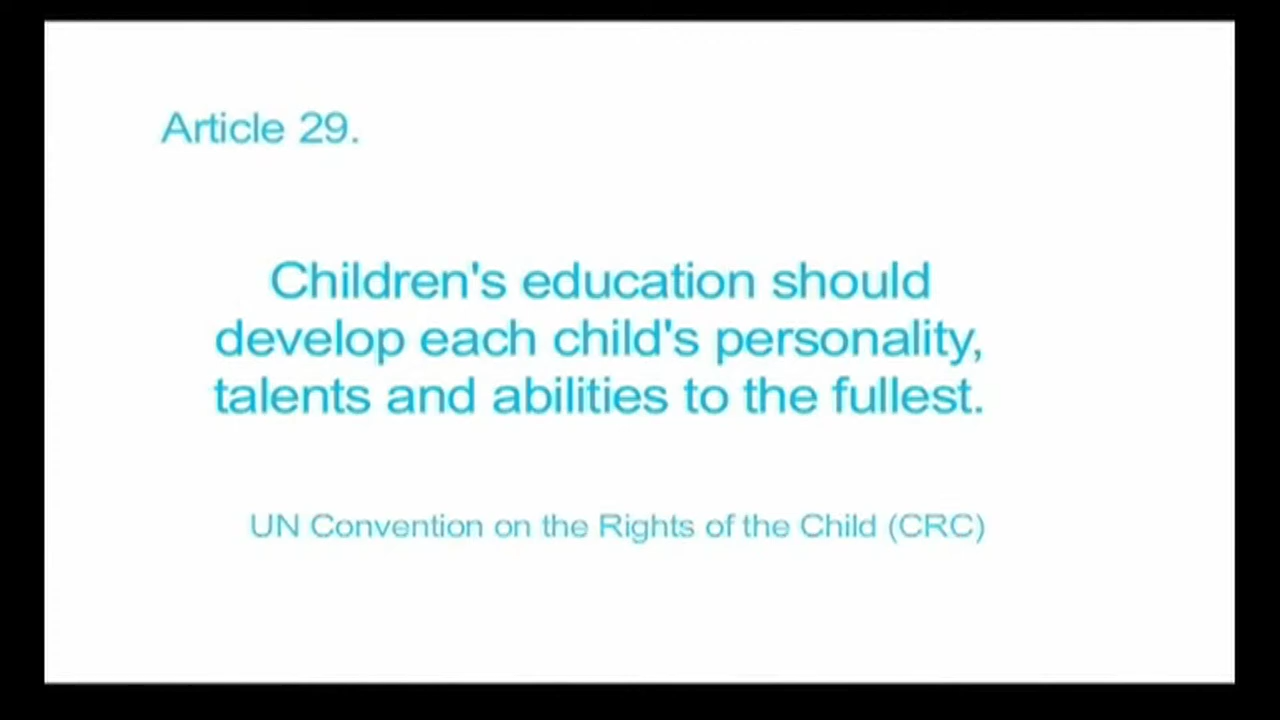 Article 29.
Children's education should
develop each child's personality,
talents and abilities to the fullest.
UN Convention on the Rights of the Child (CRC)